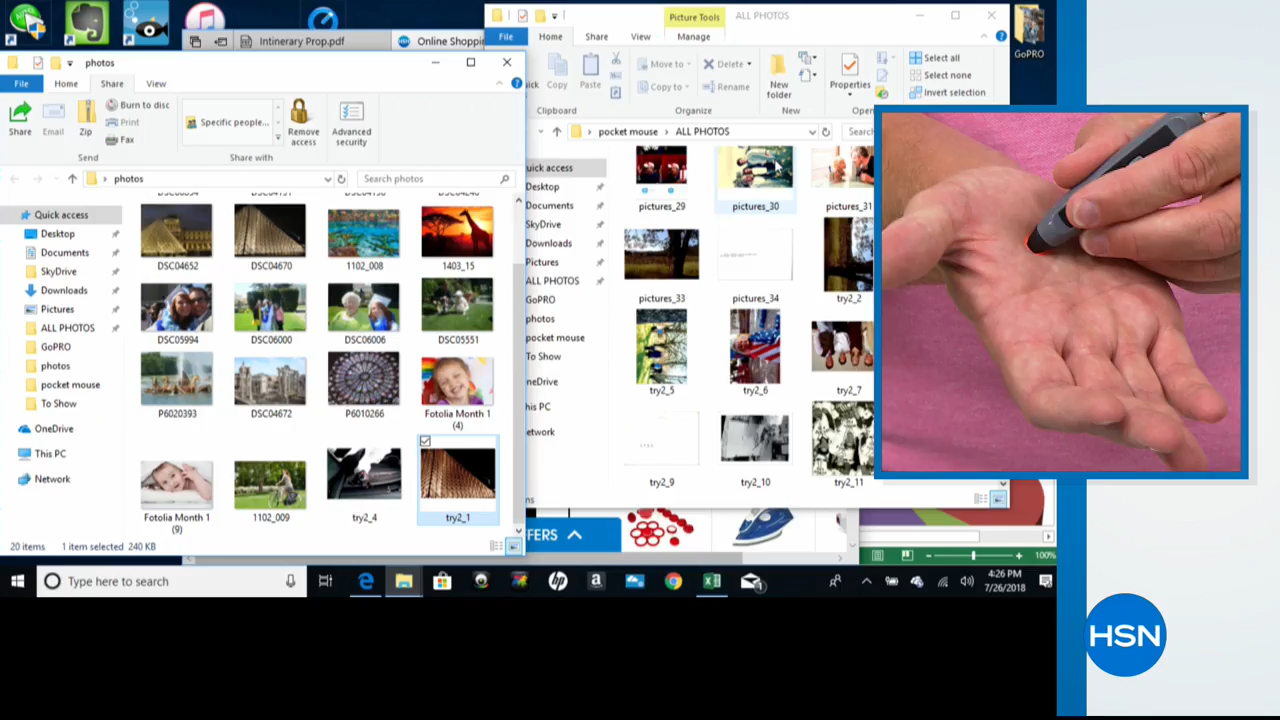 Intinerary Prop.pdf
Online Shoppi
Picture Tools
ALL PHOTOS
GoPRO
photos
File
Home
Share
View
File
Home
Share
View
Manage
Share
Email
Zip
Burn to disc
Print
Fax
Send
Specific people...
Share with
Remove
access
Advanced
security
Copy
Paste
Clipboard
Move to
Copy to
Delete
Rename
Organize
New
folder
New
Properties
Select all
Select none
Invert selection
photos
Search photos
pocket mouse
ALL PHOTOS
Quick access
Desktop
Documents
SkyDrive
Downloads
Pictures
ALL PHOTOS
GoPRO
photos
pocket mouse
To Show
OneDrive
This PC
Network
DSC04652
DSC04670
1102_008
1403_15
DSC05994
DSC06000
DSC06006
DSC05551
P6020393
DSC04672
P6010266
Fotolia Month 1
(4)
Fotolia Month 1
(9)
1102_009
try2_4
try2_1
20 items
1 item selected 240 KB
uick access
Desktop
Documents
SkyDrive
Downloads
Pictures
ALL PHOTOS
GoPRO
photos
pocket mouse
To Show
neDrive
his PC
etwork
pictures_29
pictures_30
pictures_31
pictures_33
pictures_34
try2_2
try2_5
try2_6
try2_7
try2_9
try2_10
try2_11
FERS
100%
Type here to search
4:26 PM
7/26/2018
HSN